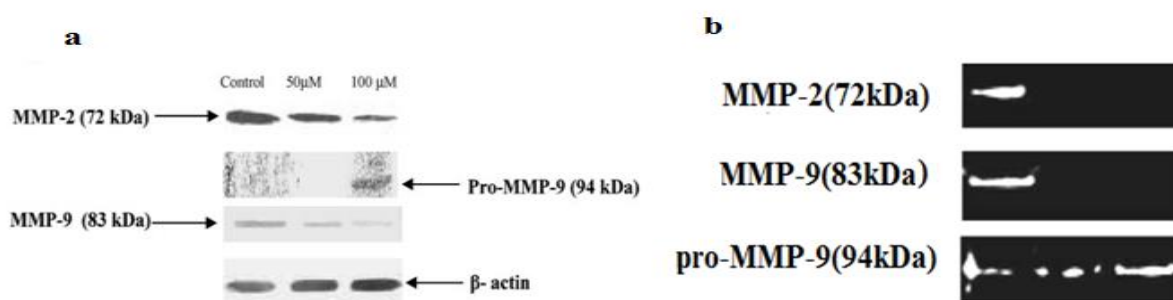 a
Control 50µM 100 µM
MMP-2 (72 kDa)
Pro-MMP-9 (94 kDa)
MMP-9 (83 kDa)
β- actin
b
MMP-2(72kDa)
MMP-9(83kDa)
pro-MMP-9(94kDa)